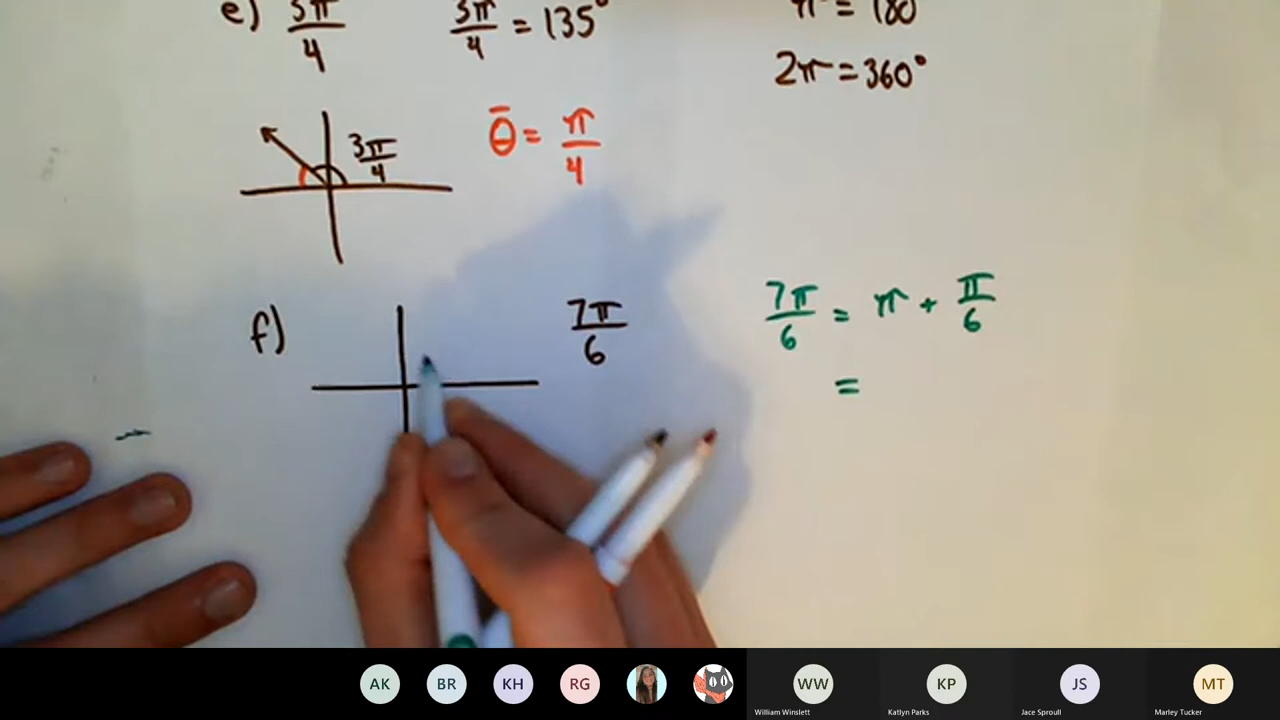 e) 3π/4 3π/4 = 135° π = 180
2π = 360°
3π/4 θ̄ = π/4
f) 7π/6 7π/6 = π + π/6
=
AK BR KH RG WW KP JS MT
William Winslett Katlyn Parks Jace Sproull Marley Tucker